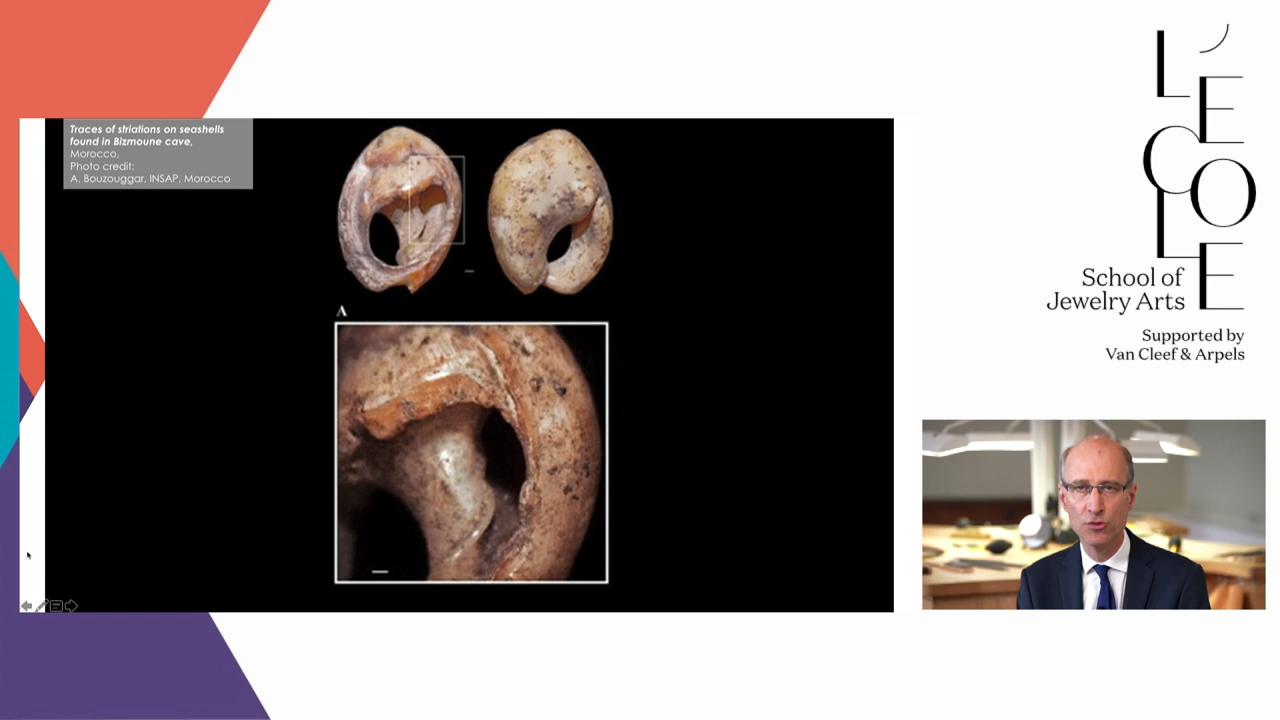 Traces of striations on seashells
found in Bizmoune cave,
Morocco,
Photo credit:
A. Bouzouggar, INSAP, Morocco
A
L'ÉCOLE
School of
Jewelry Arts
Supported by
Van Cleef & Arpels